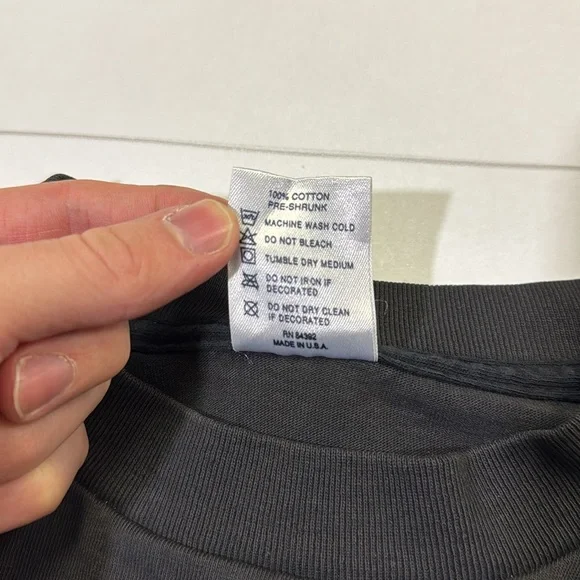 100% COTTON
PRE-SHRUNK
MACHINE WASH COLD
DO NOT BLEACH
TUMBLE DRY MEDIUM
DO NOT IRON IF
DECORATED
DO NOT DRY CLEAN
IF DECORATED
RN 54392
MADE IN U.S.A.